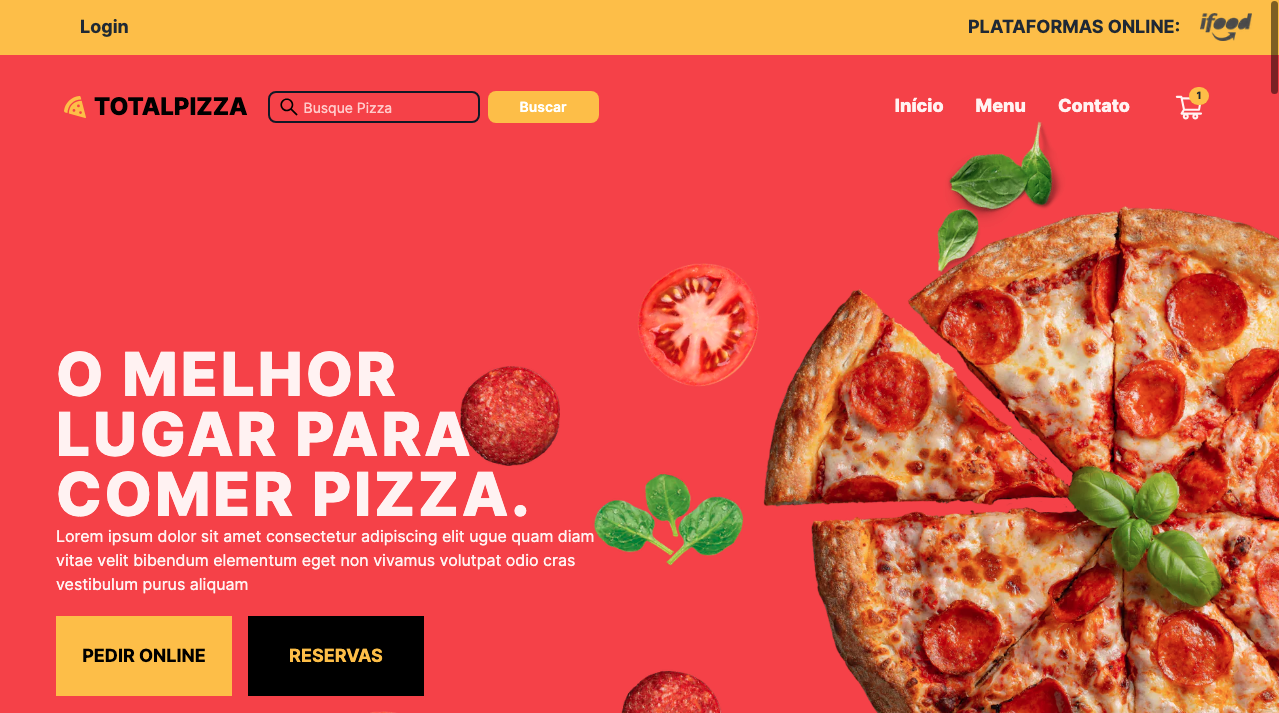 Login
PLATAFORMAS ONLINE:
ifood
TOTALPIZZA
Busque Pizza
Buscar
Início
Menu
Contato
1
O MELHOR
LUGAR PARA
COMER PIZZA.
Lorem ipsum dolor sit amet consectetur adipiscing elit ugue quam diam
vitae velit bibendum elementum eget non vivamus volutpat odio cras
vestibulum purus aliquam
PEDIR ONLINE
RESERVAS